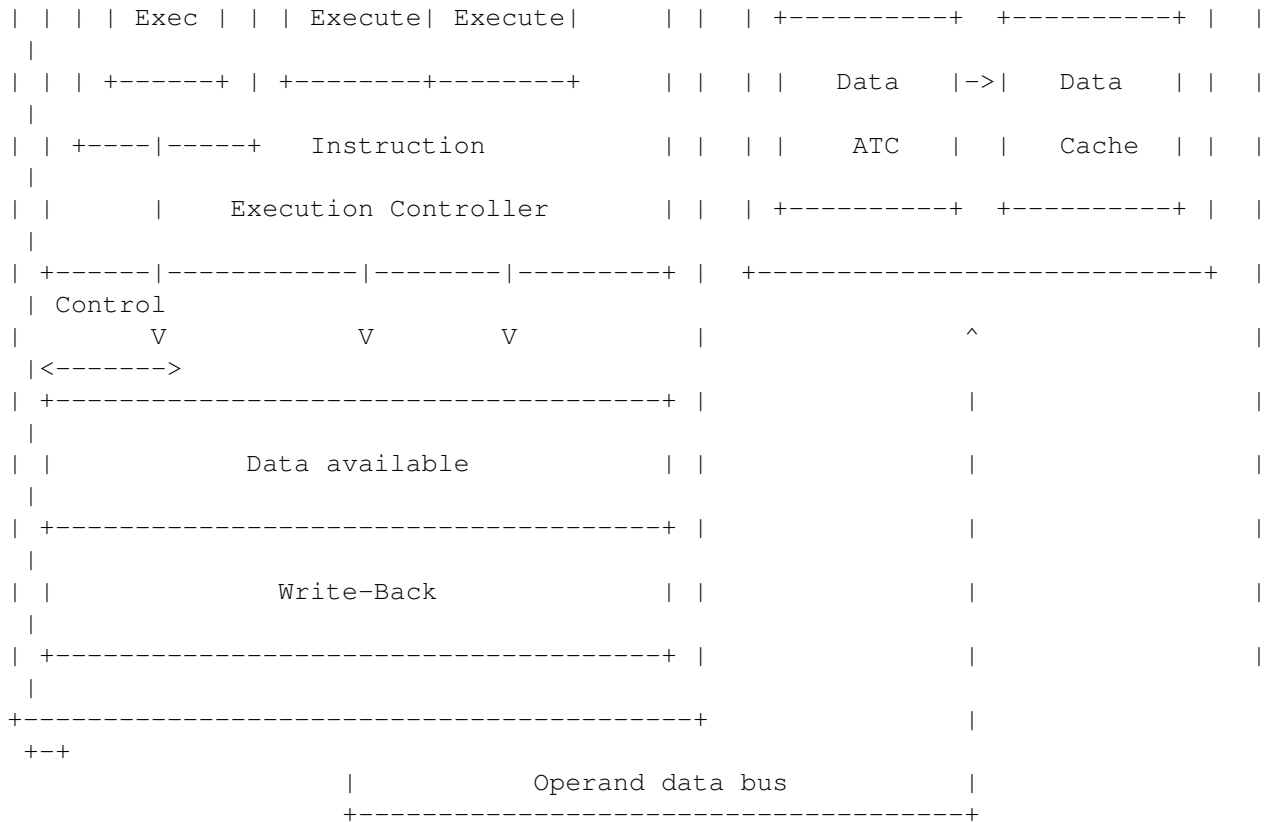 | | | | Exec | | | Execute| Execute|     | | | +----------+ +----------+ | |
|
| | | +------+ | +--------+--------+     | | | |   Data   |->|   Data   | | |
|
| | +----|-----+   Instruction           | | | |   ATC    | |   Cache  | | |
|
| |      |    Execution Controller       | | | +----------+ +----------+ | |
|
| +------|------------|--------|---------+ |  +----------------------------+  |
| Control
|        V            V        V           |              ^                 |
|<------->
| +--------------------------------------+ |                |                 |
|
| |            Data available            | |                |                 |
|
| +--------------------------------------+ |                |                 |
|
| |              Write-Back              | |                |                 |
|
| +--------------------------------------+ |                |                 |
|
+------------------------------------------+                |
+-+
|           Operand data bus           |
+--------------------------------------+